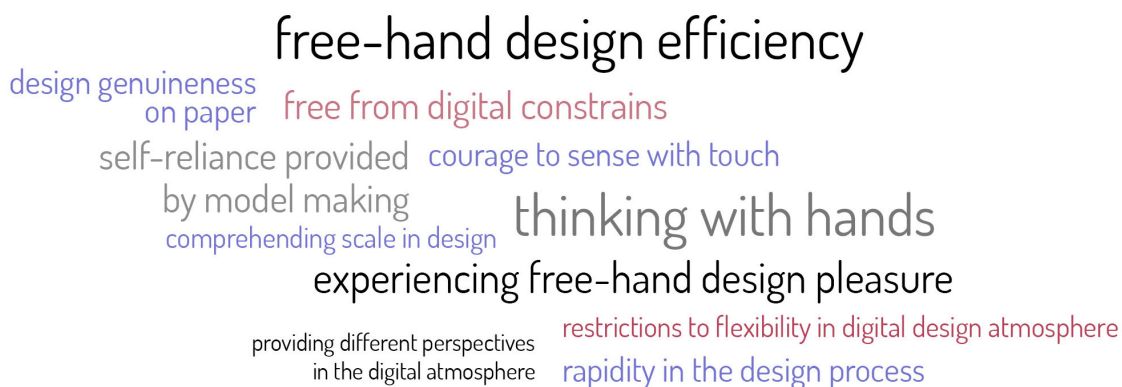 free-hand design efficiency
design genuineness
on paper
free from digital constrains
self-reliance provided
by model making
courage to sense with touch
thinking with hands
comprehending scale in design
experiencing free-hand design pleasure
providing different perspectives
in the digital atmosphere
restrictions to flexibility in digital design atmosphere
rapidity in the design process